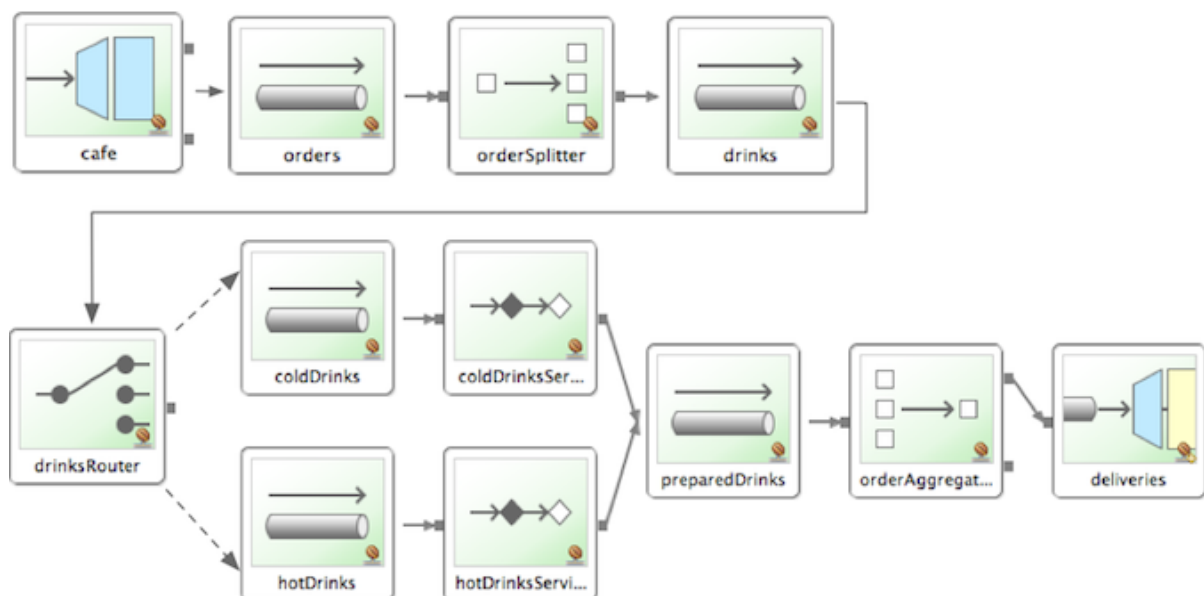 cafe
orders
orderSplitter
drinks
drinksRouter
coldDrinks
coldDrinksSer...
hotDrinks
hotDrinksServi...
preparedDrinks
orderAggregat...
deliveries